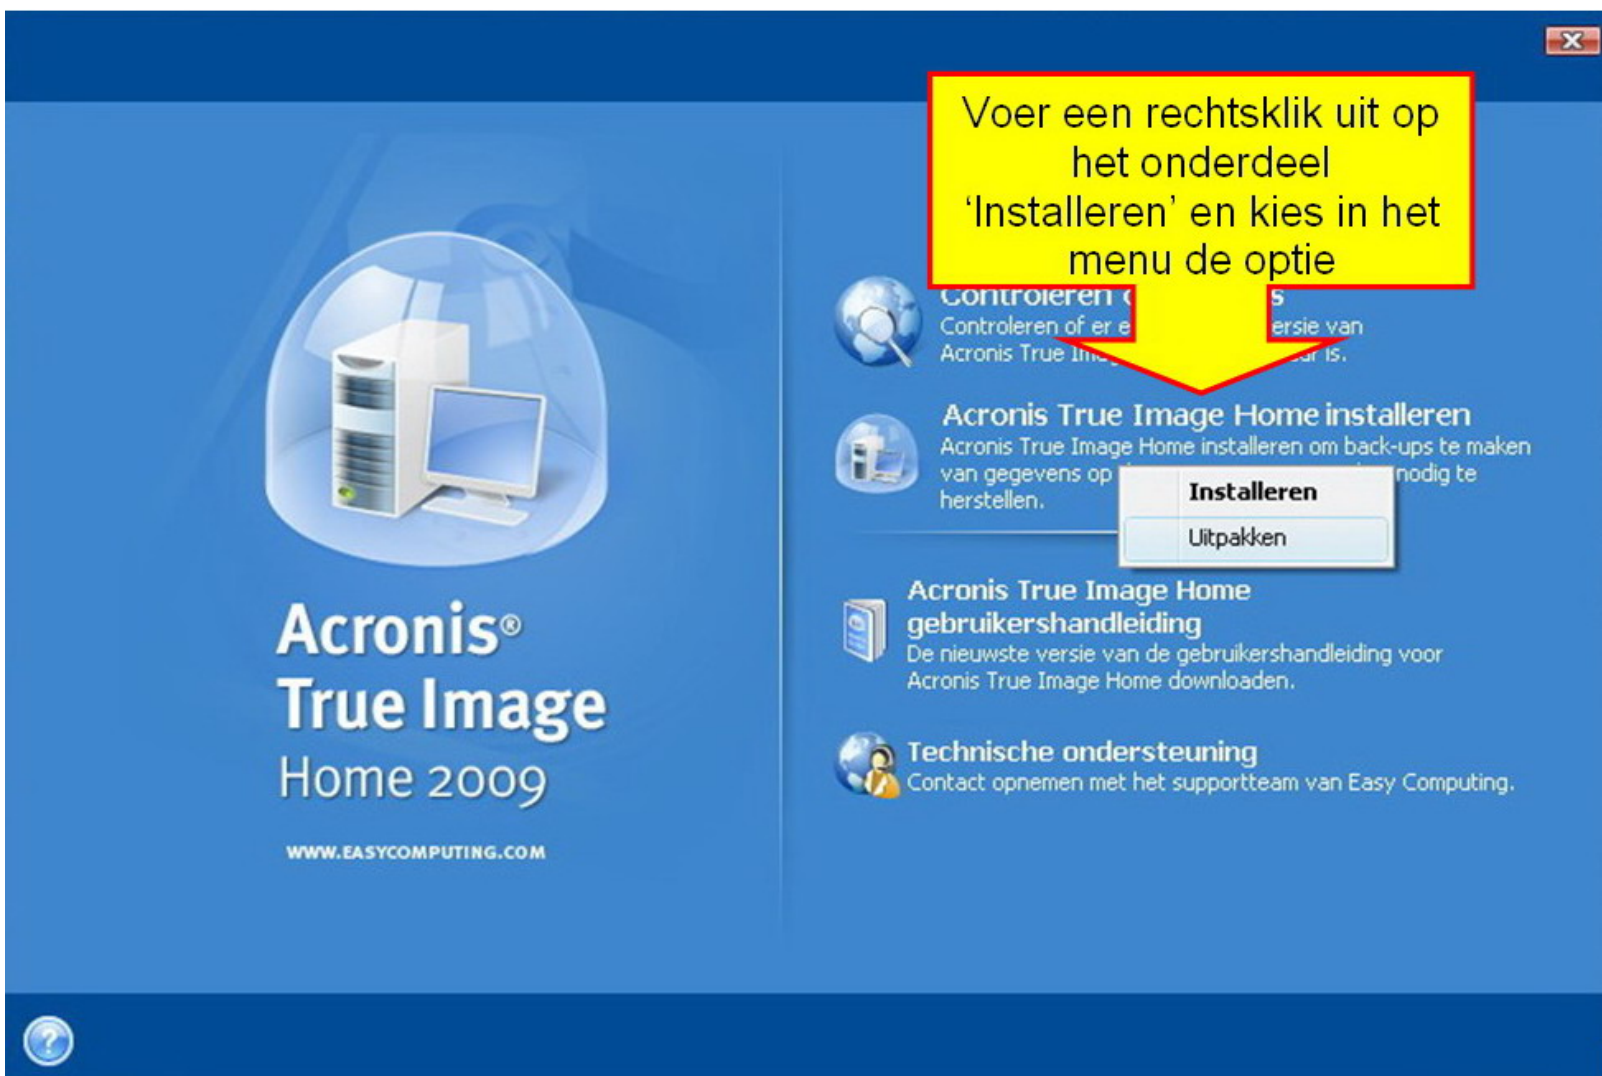 Voer een rechtsklik uit op
het onderdeel
‘Installeren’ en kies in het
menu de optie
Controleren
Controleren of er e ersie van
Acronis True is.
Acronis True Image Home installeren
Acronis True Image Home installeren om back-ups te maken
van gegevens op nodig te
herstellen.
Installeren
Uitpakken
Acronis True Image Home
gebruikershandleiding
De nieuwste versie van de gebruikershandleiding voor
Acronis True Image Home downloaden.
Technische ondersteuning
Contact opnemen met het supportteam van Easy Computing.
Acronis®
True Image
Home 2009
WWW.EASYCOMPUTING.COM
?